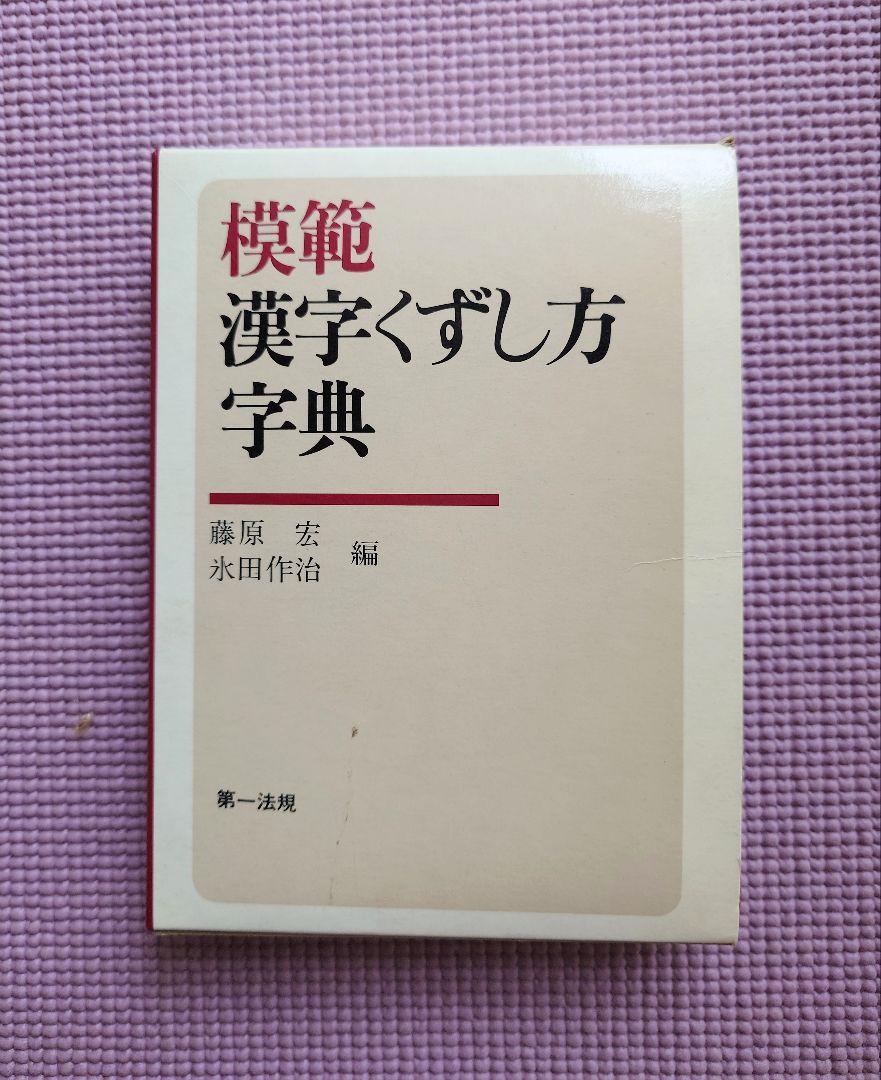 模範
漢字くずし方
字典
藤原 宏
氷田作治
編
第一法規